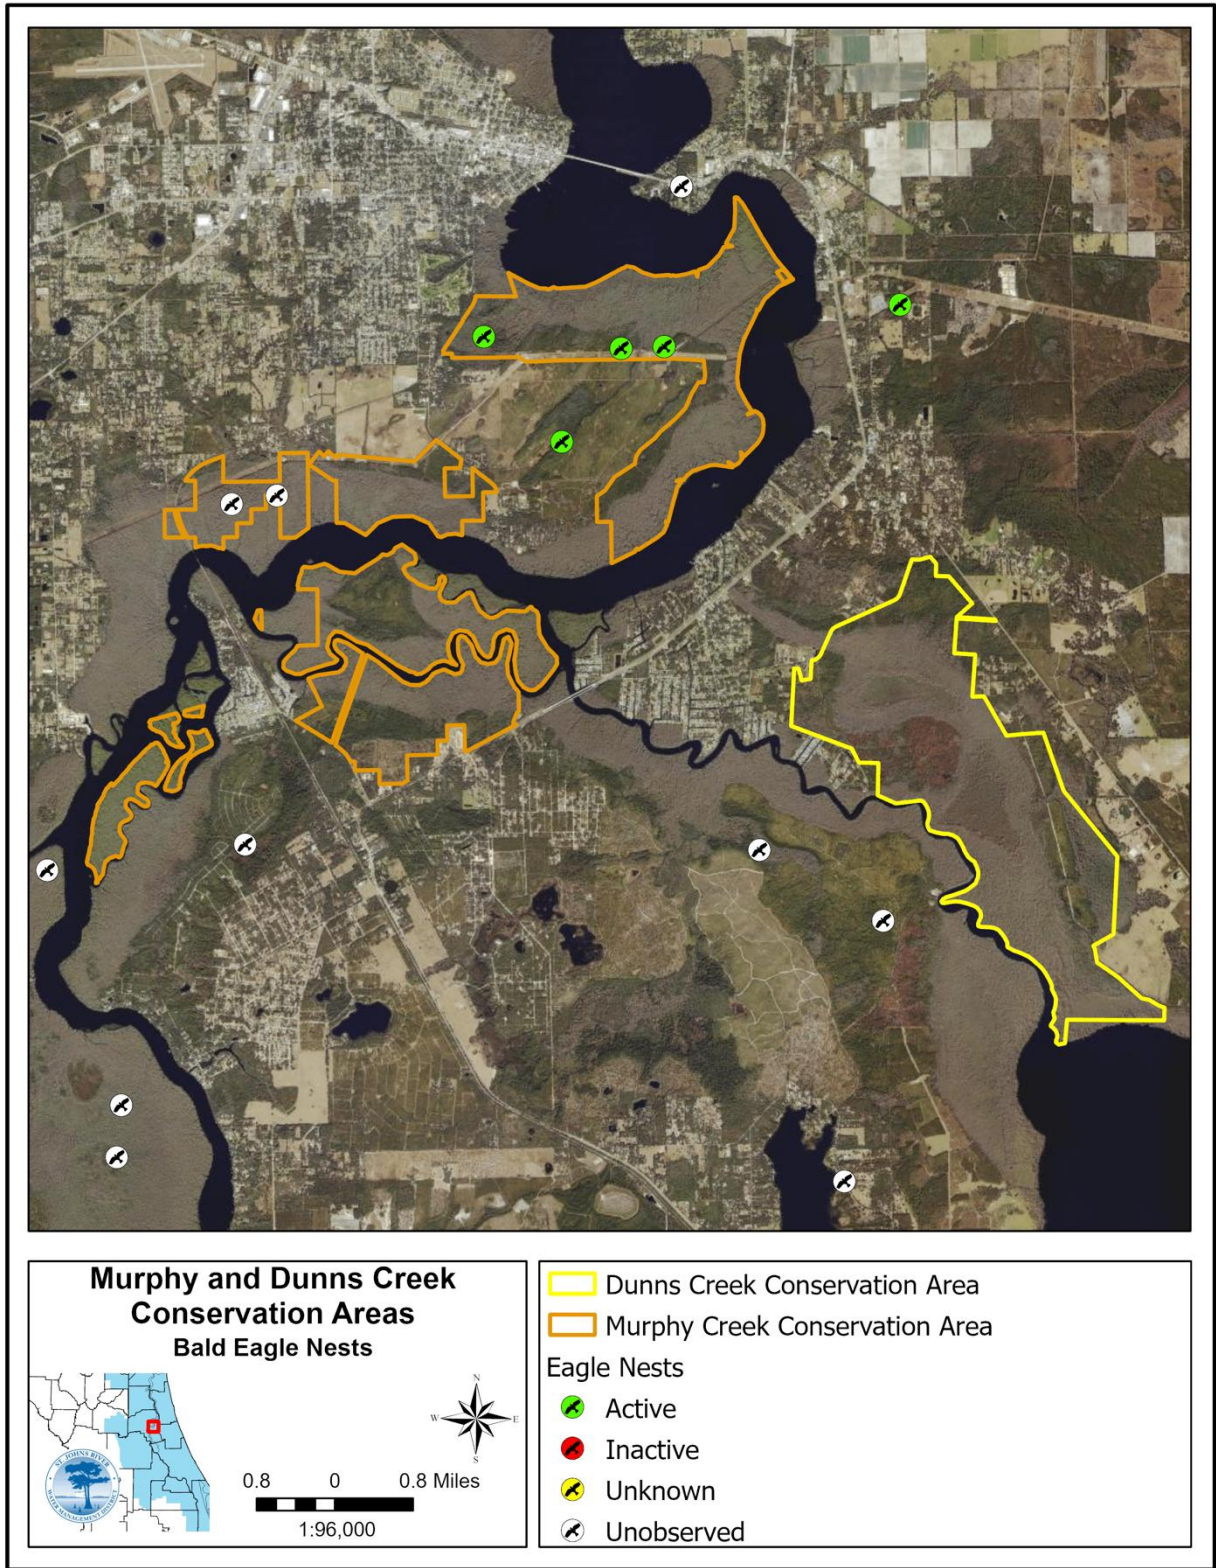 Murphy and Dunns Creek
Conservation Areas
Bald Eagle Nests
N
W
E
S
ST. JOHNS RIVER
WATER MANAGEMENT DISTRICT
0.8 0 0.8 Miles
1:96,000
Dunns Creek Conservation Area
Murphy Creek Conservation Area
Eagle Nests
Active
Inactive
Unknown
Unobserved